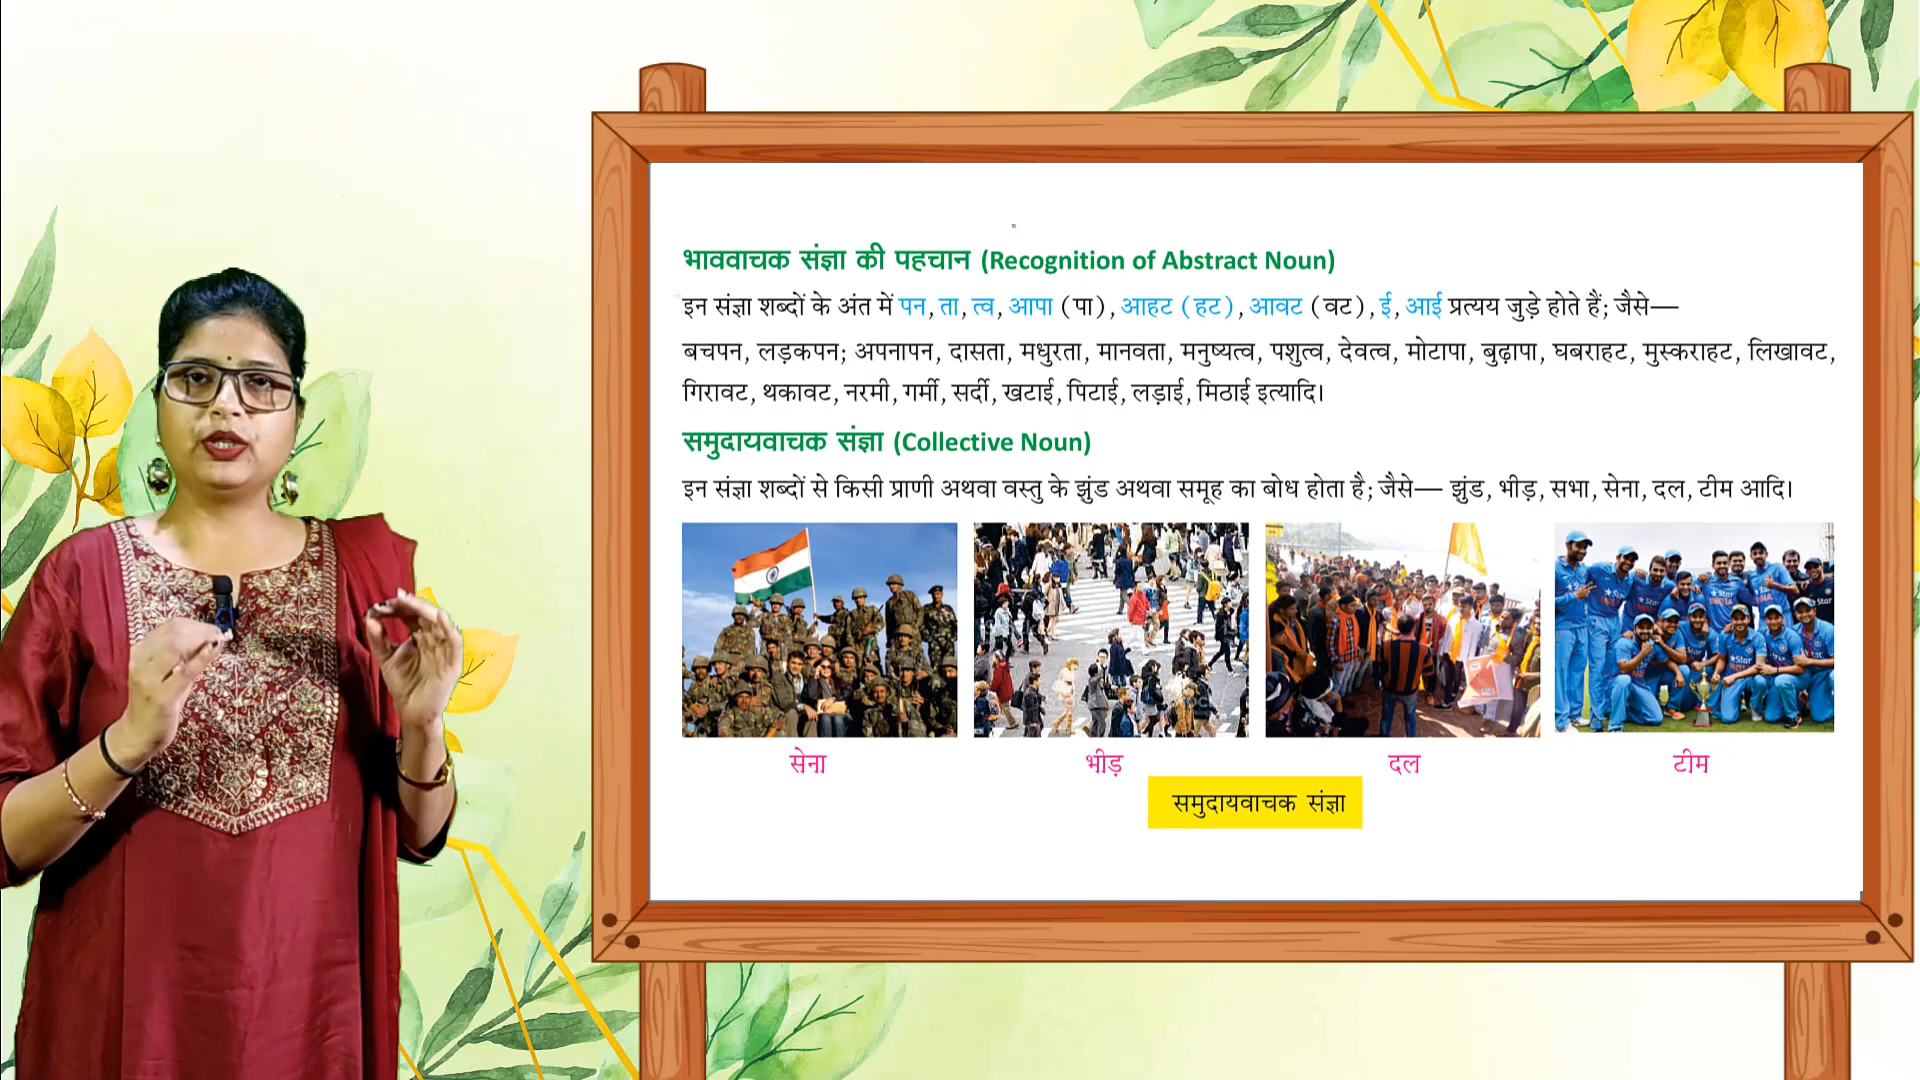 भाववाचक संज्ञा की पहचान (Recognition of Abstract Noun)
इन संज्ञा शब्दों के अंत में पन, ता, त्व, आपा (पा), आहट (हट), आवट (वट), ई, आई प्रत्यय जुड़े होते हैं; जैसे—
बचपन, लड़कपन; अपनापन, दासता, मधुरता, मानवता, मनुष्यत्व, पशुत्व, देवत्व, मोटापा, बुढ़ापा, घबराहट, मुस्कराहट, लिखावट,
गिरावट, थकावट, नरमी, गर्मी, सर्दी, खटाई, पिटाई, लड़ाई, मिठाई इत्यादि।
समुदायवाचक संज्ञा (Collective Noun)
इन संज्ञा शब्दों से किसी प्राणी अथवा वस्तु के झुंड अथवा समूह का बोध होता है; जैसे— झुंड, भीड़, सभा, सेना, दल, टीम आदि।
सेना भीड़ दल टीम
समुदायवाचक संज्ञा